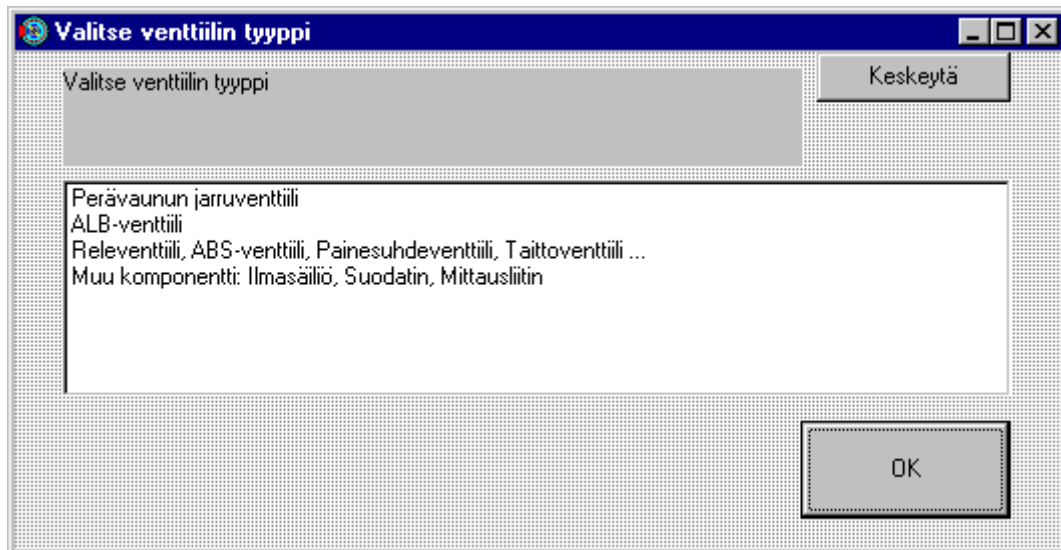 Valitse venttiilin tyyppi
Valitse venttiilin tyyppi
Keskeytä
Perävaunun jarruventtiili
ALB-venttiili
Releventtiili, ABS-venttiili, Painesuhdeventtiili, Taittoventtiili ...
Muu komponentti: Ilmasäiliö, Suodatin, Mittausliitin
OK